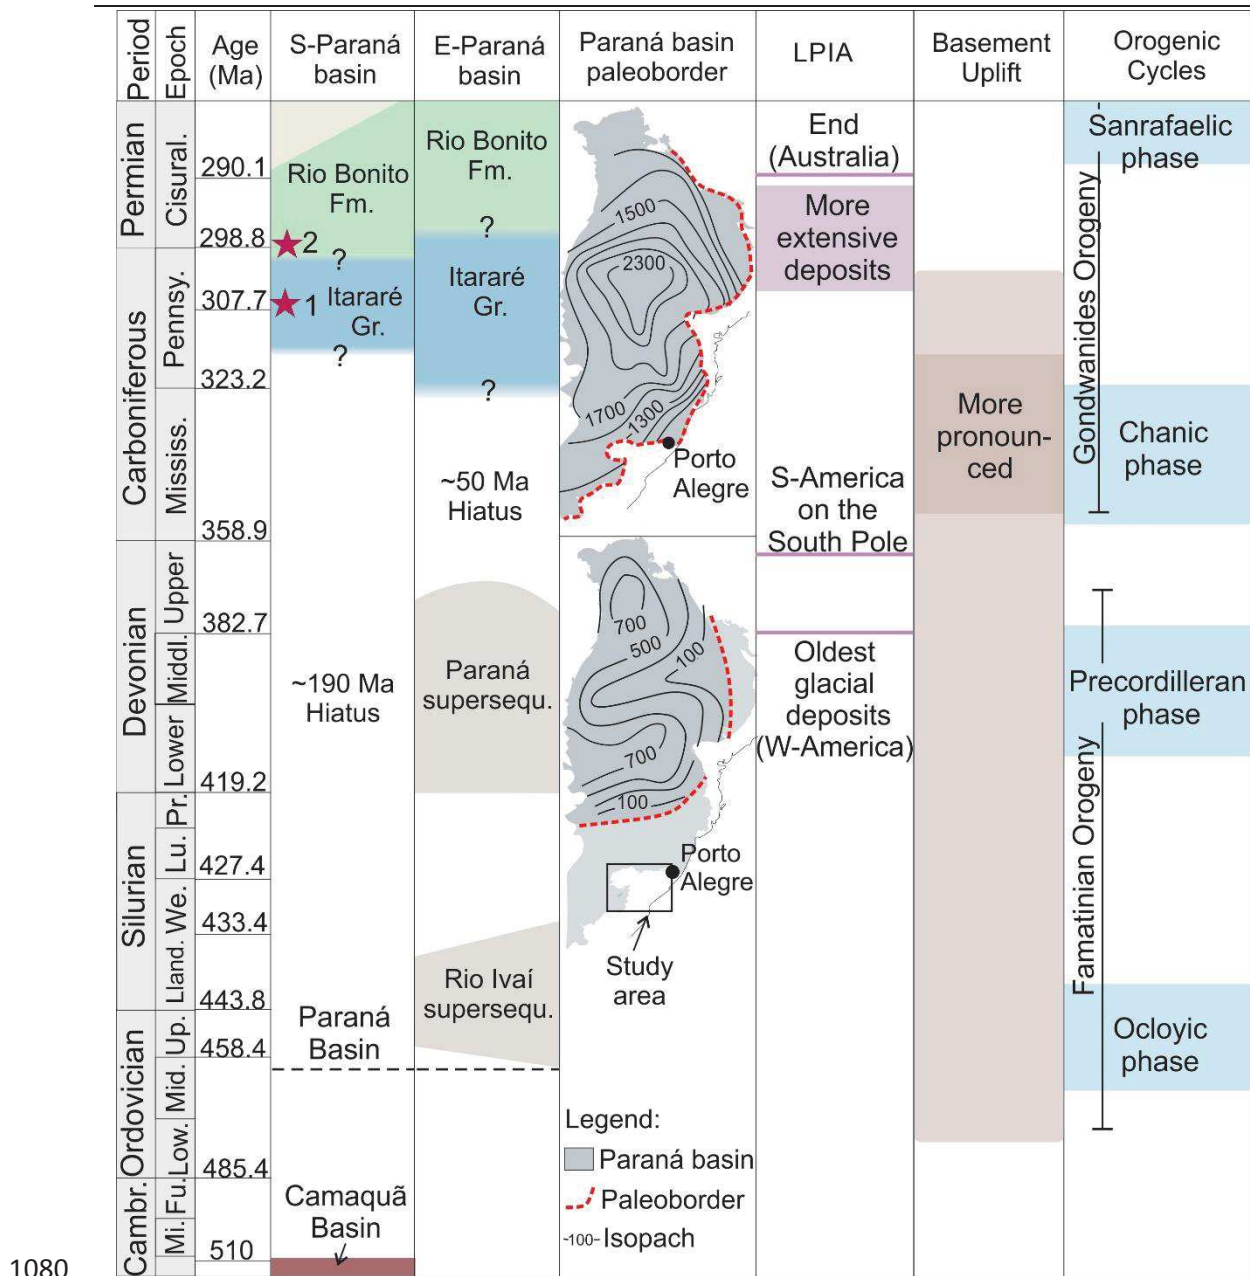 Period
Epoch
Age
(Ma)
S-Paraná
basin
E-Paraná
basin
Paraná basin
paleoborder
LPIA
Basement
Uplift
Orogenic
Cycles
Permian
Carboniferous
Devonian
Silurian
Ordovician
Cambr.
Cisural.
Pennsy.
Mississ.
Upper
Middl.
Lower
Pr.
Lu.
We.
Lland.
Up.
Mid.
Low.
Fu.
Mi.
290.1
298.8
307.7
323.2
358.9
382.7
419.2
427.4
433.4
443.8
458.4
485.4
510
Rio Bonito
Fm.
2
?
1 Itararé
Gr.
?
~190 Ma
Hiatus
Paraná
Basin
Camaquã
Basin
Rio Bonito
Fm.
?
Itararé
Gr.
?
~50 Ma
Hiatus
Paraná
supersequ.
Rio Ivaí
supersequ.
1500
2300
1700
1300
Porto
Alegre
700
500
100
700
100
Porto
Alegre
Study
area
Legend:
Paraná basin
Paleoborder
-100- Isopach
End
(Australia)
More
extensive
deposits
S-America
on the
South Pole
Oldest
glacial
deposits
(W-America)
More
pronoun-
ced
Sanrafaelic
phase
Gondwanides Orogeny
Chanic
phase
Precordilleran
phase
Famatinian Orogeny
Ocloyic
phase
1080